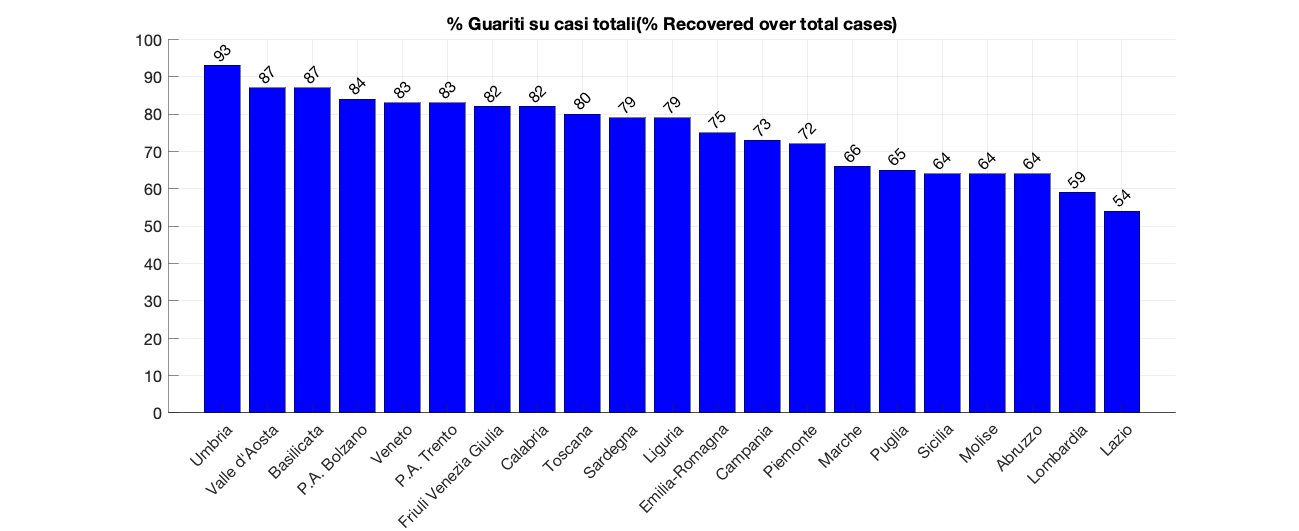 % Guariti su casi totali(% Recovered over total cases)
100
90
80
70
60
50
40
30
20
10
0
93
87
87
84
83
83
82
82
80
79
79
75
73
72
66
65
64
64
64
59
54
Umbria
Valle d'Aosta
Basilicata
P.A. Bolzano
Veneto
P.A. Trento
Friuli Venezia Giulia
Calabria
Toscana
Sardegna
Liguria
Emilia-Romagna
Campania
Piemonte
Marche
Puglia
Sicilia
Molise
Abruzzo
Lombardia
Lazio